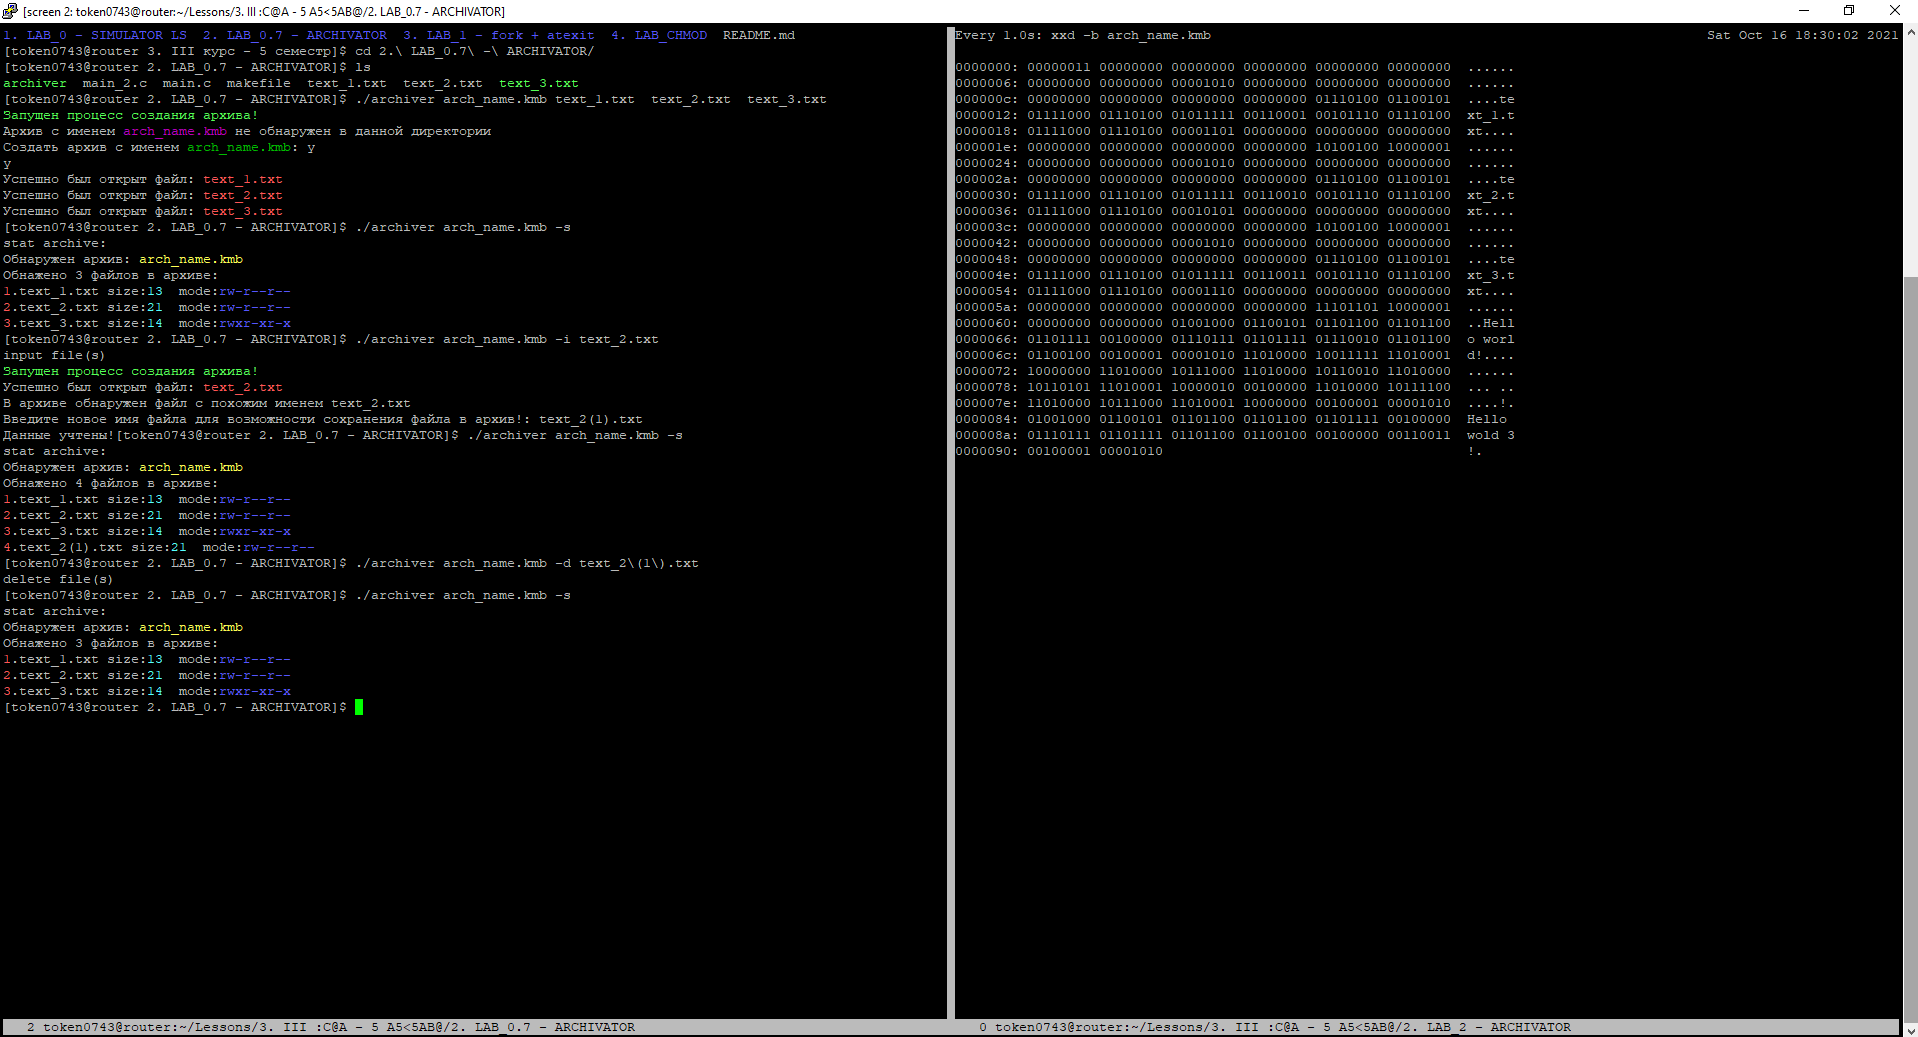 [screen 2: token0743@router:~/Lessons/3. III :C@A - 5 A5<5AB@/2. LAB_0.7 - ARCHIVATOR]
1. LAB_0 - SIMULATOR LS  2. LAB_0.7 - ARCHIVATOR  3. LAB_1 - fork + atexit  4. LAB_CHMOD  README.md
[token0743@router 3. III курс - 5 семестр]$ cd 2.\ LAB_0.7\ -\ ARCHIVATOR/
[token0743@router 2. LAB_0.7 - ARCHIVATOR]$ ls
archiver  main_2.c  main.c  makefile  text_1.txt  text_2.txt  text_3.txt
[token0743@router 2. LAB_0.7 - ARCHIVATOR]$ ./archiver arch_name.kmb text_1.txt  text_2.txt  text_3.txt
Запущен процесс создания архива!
Архив с именем arch_name.kmb не обнаружен в данной директории
Создать архив с именем arch_name.kmb: y
y
Успешно был открыт файл: text_1.txt
Успешно был открыт файл: text_2.txt
Успешно был открыт файл: text_3.txt
[token0743@router 2. LAB_0.7 - ARCHIVATOR]$ ./archiver arch_name.kmb -s
stat archive:
Обнаружен архив: arch_name.kmb
Обнажено 3 файлов в архиве:
1.text_1.txt size:13  mode:rw-r--r--
2.text_2.txt size:21  mode:rw-r--r--
3.text_3.txt size:14  mode:rwxr-xr-x
[token0743@router 2. LAB_0.7 - ARCHIVATOR]$ ./archiver arch_name.kmb -i text_2.txt
input file(s)
Запущен процесс создания архива!
Успешно был открыт файл: text_2.txt
В архиве обнаружен файл с похожим именем text_2.txt
Введите новое имя файла для возможности сохранения файла в архив!: text_2(1).txt
Данные учтены![token0743@router 2. LAB_0.7 - ARCHIVATOR]$ ./archiver arch_name.kmb -s
stat archive:
Обнаружен архив: arch_name.kmb
Обнажено 4 файлов в архиве:
1.text_1.txt size:13  mode:rw-r--r--
2.text_2.txt size:21  mode:rw-r--r--
3.text_3.txt size:14  mode:rwxr-xr-x
4.text_2(1).txt size:21  mode:rw-r--r--
[token0743@router 2. LAB_0.7 - ARCHIVATOR]$ ./archiver arch_name.kmb -d text_2\(1\).txt
delete file(s)
[token0743@router 2. LAB_0.7 - ARCHIVATOR]$ ./archiver arch_name.kmb -s
stat archive:
Обнаружен архив: arch_name.kmb
Обнажено 3 файлов в архиве:
1.text_1.txt size:13  mode:rw-r--r--
2.text_2.txt size:21  mode:rw-r--r--
3.text_3.txt size:14  mode:rwxr-xr-x
[token0743@router 2. LAB_0.7 - ARCHIVATOR]$
2 token0743@router:~/Lessons/3. III :C@A - 5 A5<5AB@/2. LAB_0.7 - ARCHIVATOR
Every 1.0s: xxd -b arch_name.kmb  Sat Oct 16 18:30:02 2021
0000000: 00000011 00000000 00000000 00000000 00000000 00000000  ......
0000006: 00000000 00000000 00001010 00000000 00000000 00000000  ......
000000c: 00000000 00000000 00000000 00000000 01110100 01100101  ....te
0000012: 01111000 01110100 01011111 00110001 00101110 01110100  xt_1.t
0000018: 01111000 01110100 00001101 00000000 00000000 00000000  xt....
000001e: 00000000 00000000 00000000 00000000 10100100 10000001  ......
0000024: 00000000 00000000 00001010 00000000 00000000 00000000  ......
000002a: 00000000 00000000 00000000 00000000 01110100 01100101  ....te
0000030: 01111000 01110100 01011111 00110010 00101110 01110100  xt_2.t
0000036: 01111000 01110100 00010101 00000000 00000000 00000000  xt....
000003c: 00000000 00000000 00000000 00000000 10100100 10000001  ......
0000042: 00000000 00000000 00001010 00000000 00000000 00000000  ......
0000048: 00000000 00000000 00000000 00000000 01110100 01100101  ....te
000004e: 01111000 01110100 01011111 00110011 00101110 01110100  xt_3.t
0000054: 01111000 01110100 00001110 00000000 00000000 00000000  xt....
000005a: 00000000 00000000 00000000 00000000 11101101 10000001  ......
0000060: 00000000 00000000 01001000 01100101 01101100 01101100  ..Hell
0000066: 01101111 00100000 01110111 01101111 01110010 01101100  o worl
000006c: 01100100 00100001 00001010 11010000 10011111 11010001  d!....
0000072: 10000000 11010000 10111000 11010000 10110010 11010000  ......
0000078: 10110101 11010001 10000010 00100000 11010000 10111100  ... ..
000007e: 11010000 10111000 11010001 10000000 00100001 00001010  ....!.
0000084: 01001000 01100101 01101100 01101100 01101111 00100000  Hello
000008a: 01110111 01101111 01101100 01100100 00100000 00110011  wold 3
0000090: 00100001 00001010  !.
0 token0743@router:~/Lessons/3. III :C@A - 5 A5<5AB@/2. LAB_2 - ARCHIVATOR